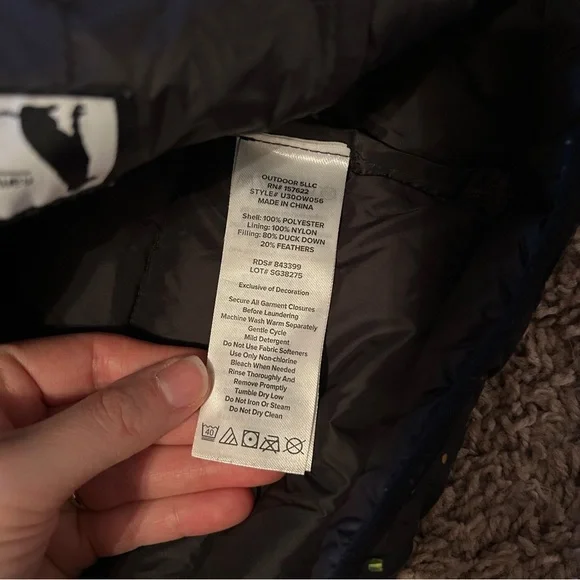 OUTDOOR 5LLC
RN# 157622
STYLE# U30OW056
MADE IN CHINA
Shell: 100% POLYESTER
Lining: 100% NYLON
Filling: 80% DUCK DOWN
20% FEATHERS
RDS# 843399
LOT# SG38275
Exclusive of Decoration
Secure All Garment Closures
Before Laundering
Machine Wash Warm Separately
Gentle Cycle
Mild Detergent
Do Not Use Fabric Softeners
Use Only Non-chlorine
Bleach When Needed
Rinse Thoroughly And
Remove Promptly
Tumble Dry Low
Do Not Iron or Steam
Do Not Dry Clean
40